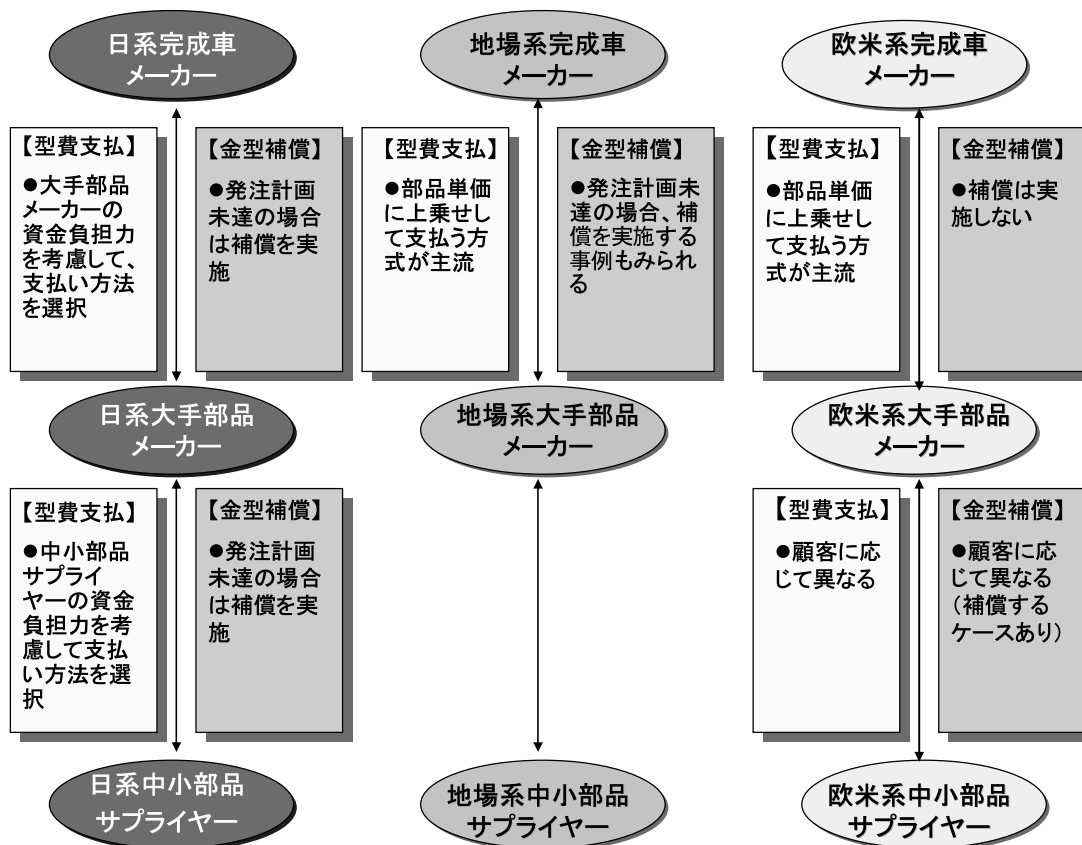 日系完成車
メーカー
地場系完成車
メーカー
欧米系完成車
メーカー
【型費支払】
●大手部品
メーカーの
資金負担力
を考慮して、
支払い方法
を選択
【金型補償】
●発注計画
未達の場合
は補償を実
施
【型費支払】
●部品単価
に上乗せし
て支払う方
式が主流
【金型補償】
●発注計画未
達の場合、補
償を実施する
事例もみられ
る
【型費支払】
●部品単価
に上乗せし
て支払う方
式が主流
【金型補償】
●補償は実
施しない
日系大手部品
メーカー
地場系大手部品
メーカー
欧米系大手部品
メーカー
【型費支払】
●中小部品
サプライ
ヤーの資金
負担力を考
慮して支払
い方法を選
択
【金型補償】
●発注計画
未達の場合
は補償を実
施
【型費支払】
●顧客に応
じて異なる
【金型補償】
●顧客に応
じて異なる
（補償する
ケースあり）
日系中小部品
サプライヤー
地場系中小部品
サプライヤー
欧米系中小部品
サプライヤー